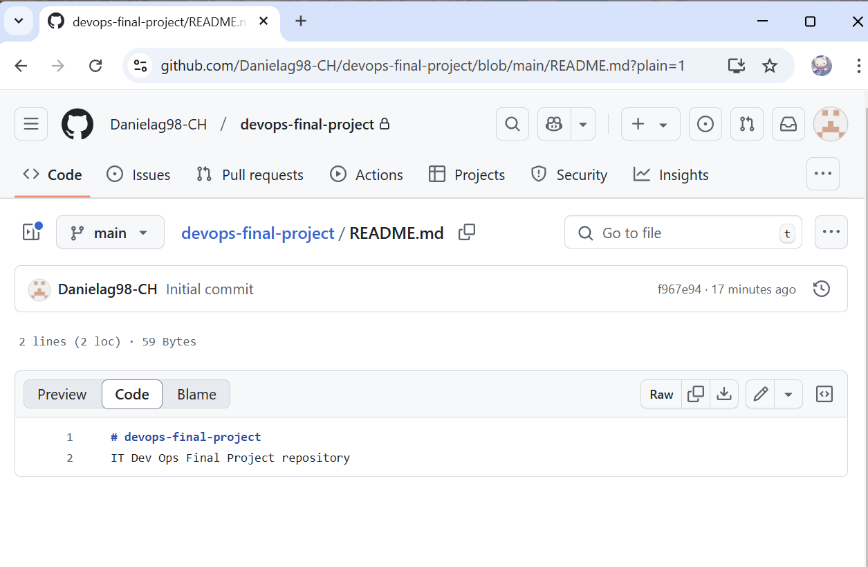 devops-final-project/README.m
github.com/Danielag98-CH/devops-final-project/blob/main/README.md?plain=1
Danielag98-CH / devops-final-project
Code Issues Pull requests Actions Projects Security Insights
main devops-final-project / README.md Go to file t
Danielag98-CH Initial commit f967e94 · 17 minutes ago
2 lines (2 loc) · 59 Bytes
Preview Code Blame Raw
1 # devops-final-project
2 IT Dev Ops Final Project repository